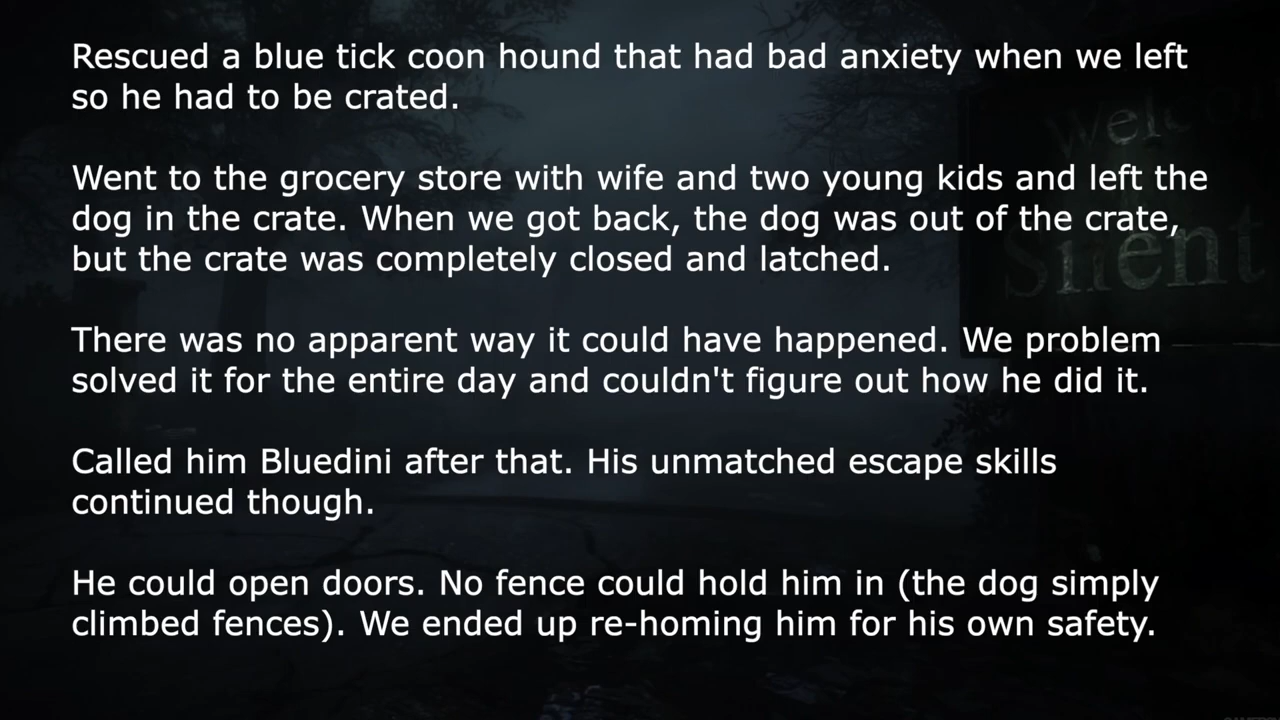 Rescued a blue tick coon hound that had bad anxiety when we left
so he had to be crated.
Went to the grocery store with wife and two young kids and left the
dog in the crate. When we got back, the dog was out of the crate,
but the crate was completely closed and latched.
There was no apparent way it could have happened. We problem
solved it for the entire day and couldn't figure out how he did it.
Called him Bluedini after that. His unmatched escape skills
continued though.
He could open doors. No fence could hold him in (the dog simply
climbed fences). We ended up re-homing him for his own safety.
Silent